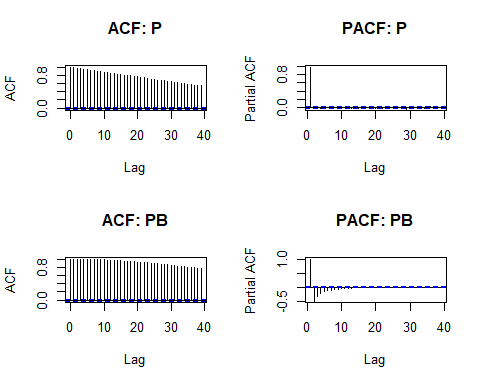 ACF: P
ACF
0.0 0.8
0 10 20 30 40
Lag
PACF: P
Partial ACF
0.0 0.8
0 10 20 30 40
Lag
ACF: PB
ACF
0.0 0.8
0 10 20 30 40
Lag
PACF: PB
Partial ACF
-0.5 1.0
0 10 20 30 40
Lag